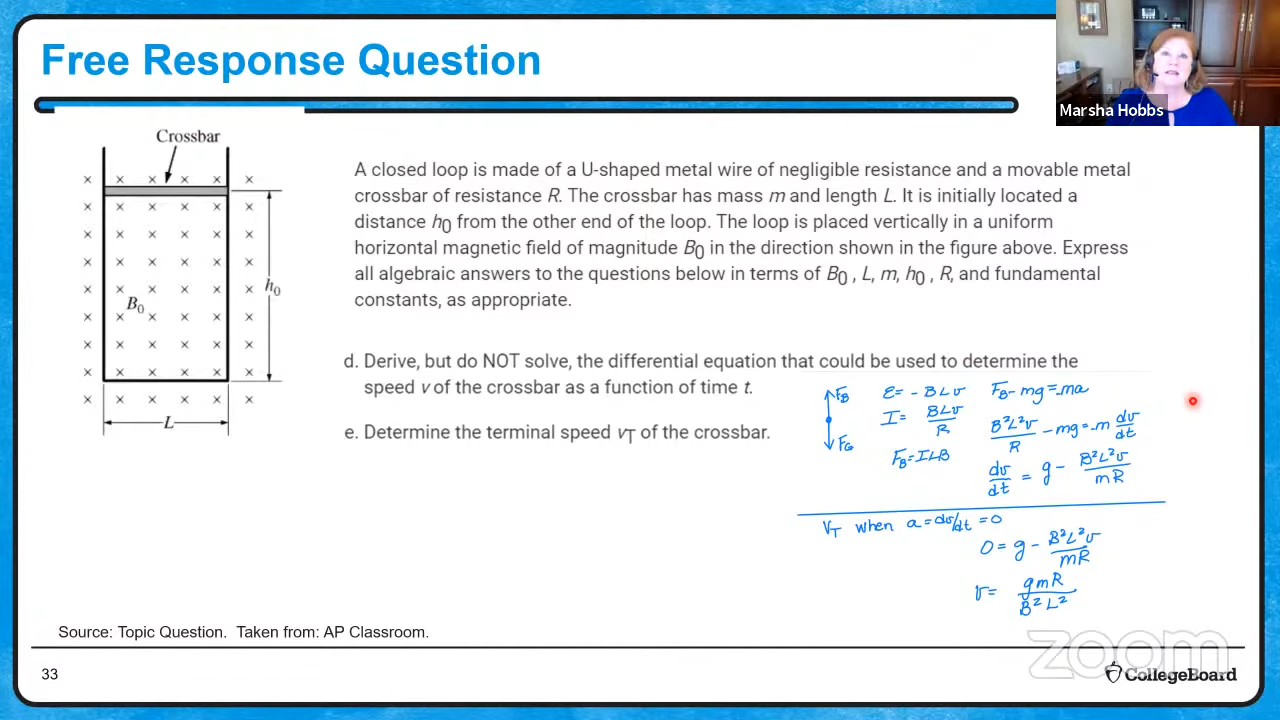 Free Response Question
Marsha Hobbs
Crossbar
B0
h0
L
A closed loop is made of a U-shaped metal wire of negligible resistance and a movable metal
crossbar of resistance R. The crossbar has mass m and length L. It is initially located a
distance h0 from the other end of the loop. The loop is placed vertically in a uniform
horizontal magnetic field of magnitude B0 in the direction shown in the figure above. Express
all algebraic answers to the questions below in terms of B0 , L, m, h0 , R, and fundamental
constants, as appropriate.
d. Derive, but do NOT solve, the differential equation that could be used to determine the
speed v of the crossbar as a function of time t.
e. Determine the terminal speed vT of the crossbar.
FB
FG
ε = - BLv
I = BLv/R
FB = ILB
FB - mg = -ma
B²L²v/R - mg = -m dv/dt
dv/dt = g - B²L²v/mR
VT when a = dv/dt = 0
0 = g - B²L²v/mR
v = gmR/B²L²
Source: Topic Question. Taken from: AP Classroom.
33
zoom
CollegeBoard